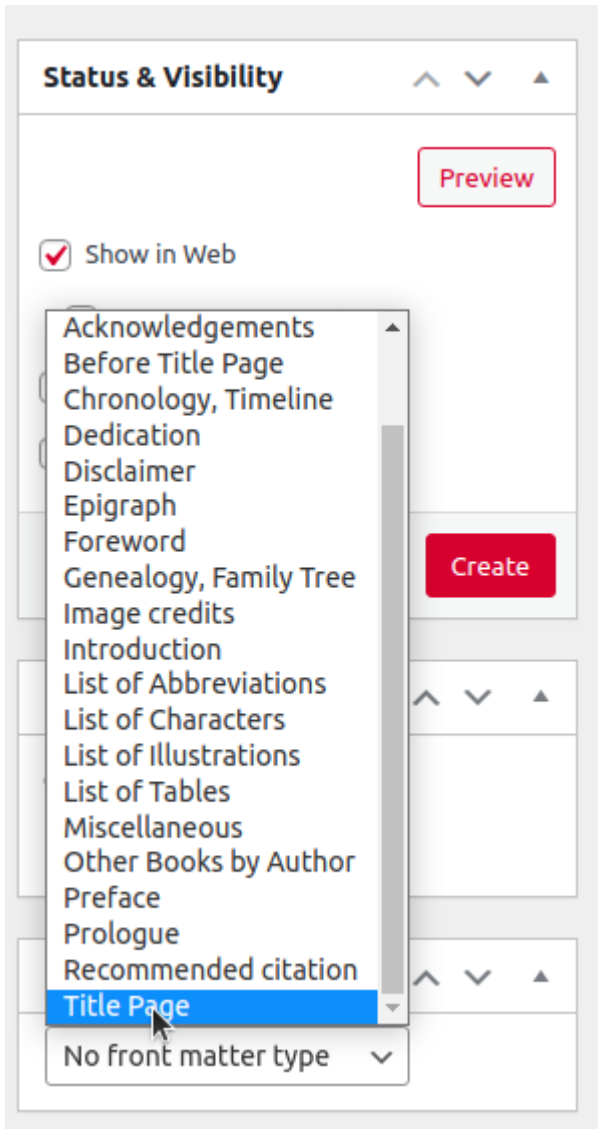 Status & Visibility
Preview
Show in Web
Acknowledgements
Before Title Page
Chronology, Timeline
Dedication
Disclaimer
Epigraph
Foreword
Genealogy, Family Tree
Create
Image credits
Introduction
List of Abbreviations
List of Characters
List of Illustrations
List of Tables
Miscellaneous
Other Books by Author
Preface
Prologue
Recommended citation
Title Page
No front matter type